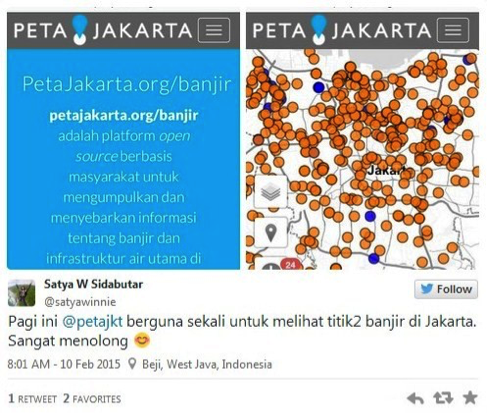 PETA JAKARTA
PETA JAKARTA
PetaJakarta.org/banjir
petajakarta.org/banjir
adalah platform open
source berbasis
masyarakat untuk
mengumpulkan dan
menyebarkan informasi
tentang banjir dan
infrastruktur air utama di
Jakar
24
Satya W Sidabutar
@satyawinnie
Follow
Pagi ini @petajkt berguna sekali untuk melihat titik2 banjir di Jakarta.
Sangat menolong
8:01 AM - 10 Feb 2015 Beji, West Java, Indonesia
1 RETWEET 2 FAVORITES